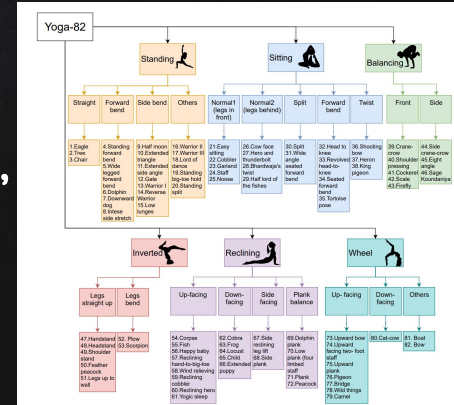 Yoga-82
Standing
Sitting
Balancing
Straight
Forward
bend
Side bend
Others
Normal1
(legs in
front)
Normal2
(legs behind)
Split
Forward
bend
Twist
Front
Side
1.Eagle
2.Tree
3.Chair
4.Standing
forward
bend
5.Wide
legged
forward
bend
6.Dolphin
7.Downward
dog
8.Intese
side stretch
9.Half moon
10.Extended
triangle
11.Extended
side angle
12.Gate
13.Warrior I
14.Reverse
Warrior
15.Low
lunges
16.Warrior II
17.Warrior III
18.Lord of
dance
19.Standing
big-toe hold
20.Standing
split
21.Easy
sitting
22.Cobbler
23.Garland
24.Staff
25.Noose
26.Cow face
27.Hero and
thunderbolt
28.Bhardwaja's
twist
29.Half lord of
the fishes
30.Split
31.Wide
angle
seated
forward
bend
32.Head to
knee
33.Revolved
head-to-
knee
34.Seated
forward
bend
35.Tortoise
pose
36.Shooting
bow
37.Heron
38.King
pigeon
39.Crane-
crow
40.Shoulder
pressing
41.Cockerel
42.Scale
43.Firefly
44.Side
crane-crow
45.Eight
angle
46.Sage
Koundaniya
Inverted
Reclining
Wheel
Legs
straight up
Legs
bend
Up-facing
Down-
facing
Side
facing
Plank
balance
Up- facing
Down-
facing
Others
47.Handstand
48.Headstand
49.Shoulder
stand
50.Feather
peacock
51.Legs up to
wall
52. Plow
53.Scorpion
54.Corpse
55.Fish
56.Happy baby
57.Reclining
hand-to-big-toe
58.Wind relieving
59.Reclining
cobbler
60.Reclining hero
61.Yogic sleep
62.Cobra
63.Frog
64.Locust
65.Child
66.Extended
puppy
67.Side
reclining
leg lift
68.Side
plank
69.Dolphin
plank
70.Low
plank (four
limbed
staff
71.Plank
72.Peacock
73.Upward bow
74.Upward
facing two- foot
staff
75.Upward
plank
76.Pigeon
77.Bridge
78.Wild things
79.Camel
80.Cat-cow
81. Boat
82. Bow
,